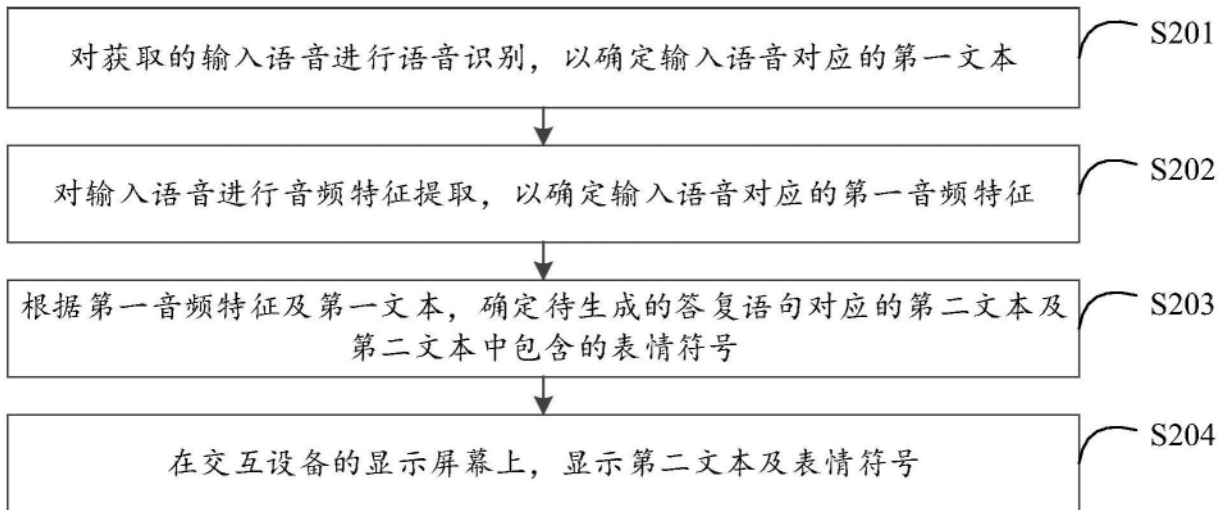 对获取的输入语音进行语音识别，以确定输入语音对应的第一文本
S201
对输入语音进行音频特征提取，以确定输入语音对应的第一音频特征
S202
根据第一音频特征及第一文本，确定待生成的答复语句对应的第二文本及
第二文本中包含的表情符号
S203
在交互设备的显示屏幕上，显示第二文本及表情符号
S204